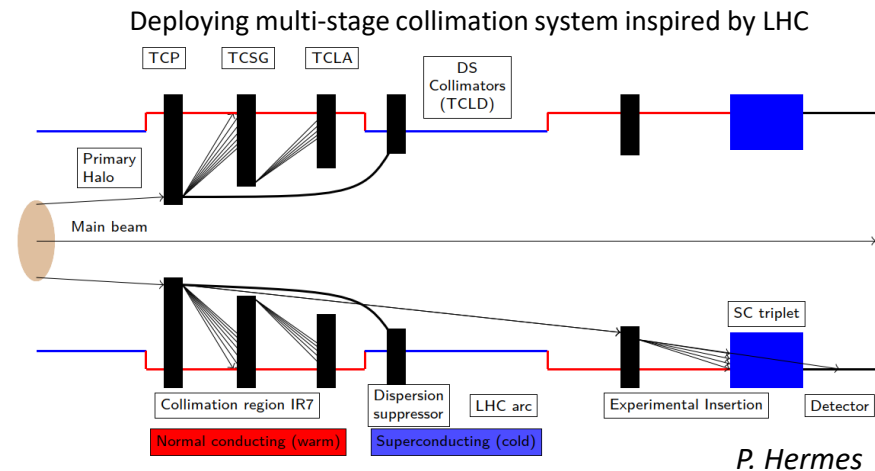 Deploying multi-stage collimation system inspired by LHC
TCP
TCSG
TCLA
DS
Collimators
(TCLD)
Primary
Halo
Main beam
SC triplet
Collimation region IR7
Dispersion
suppressor
LHC arc
Experimental Insertion
Detector
Normal conducting (warm)
Superconducting (cold)
P. Hermes